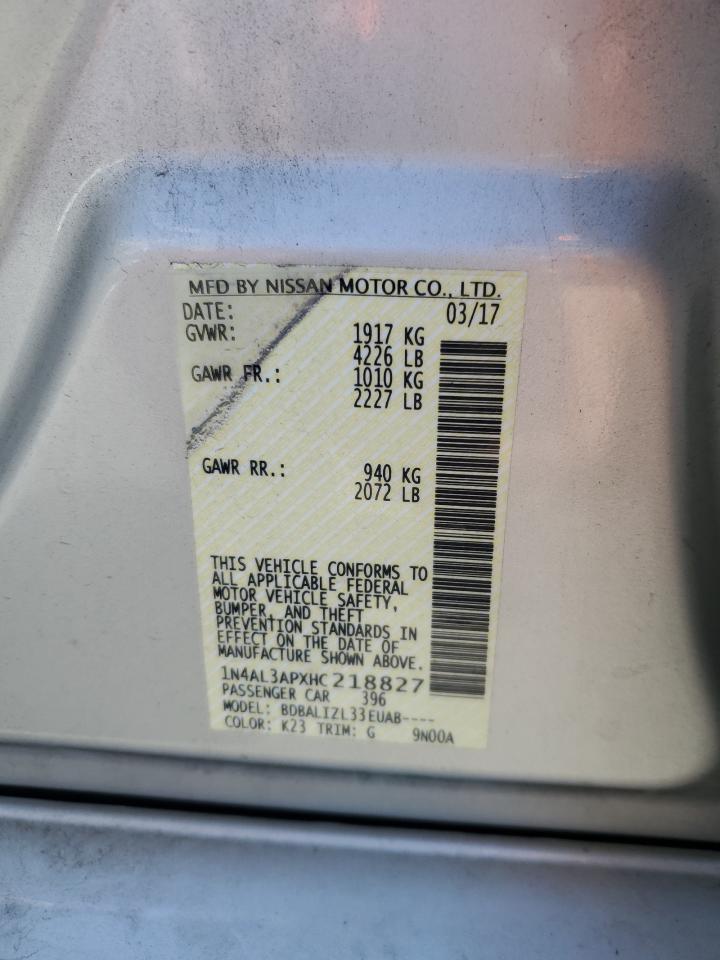 MFD BY NISSAN MOTOR CO., LTD.
DATE: 03/17
GVWR: 1917 KG
4226 LB
GAWR FR.: 1010 KG
2227 LB
GAWR RR.: 940 KG
2072 LB
THIS VEHICLE CONFORMS TO
ALL APPLICABLE FEDERAL
MOTOR VEHICLE SAFETY,
BUMPER, AND THEFT
PREVENTION STANDARDS IN
EFFECT ON THE DATE OF
MANUFACTURE SHOWN ABOVE.
1N4AL3APXHC218827
PASSENGER CAR 396
MODEL: BDBALIZL33EUAB----
COLOR: K23 TRIM: G 9N00A